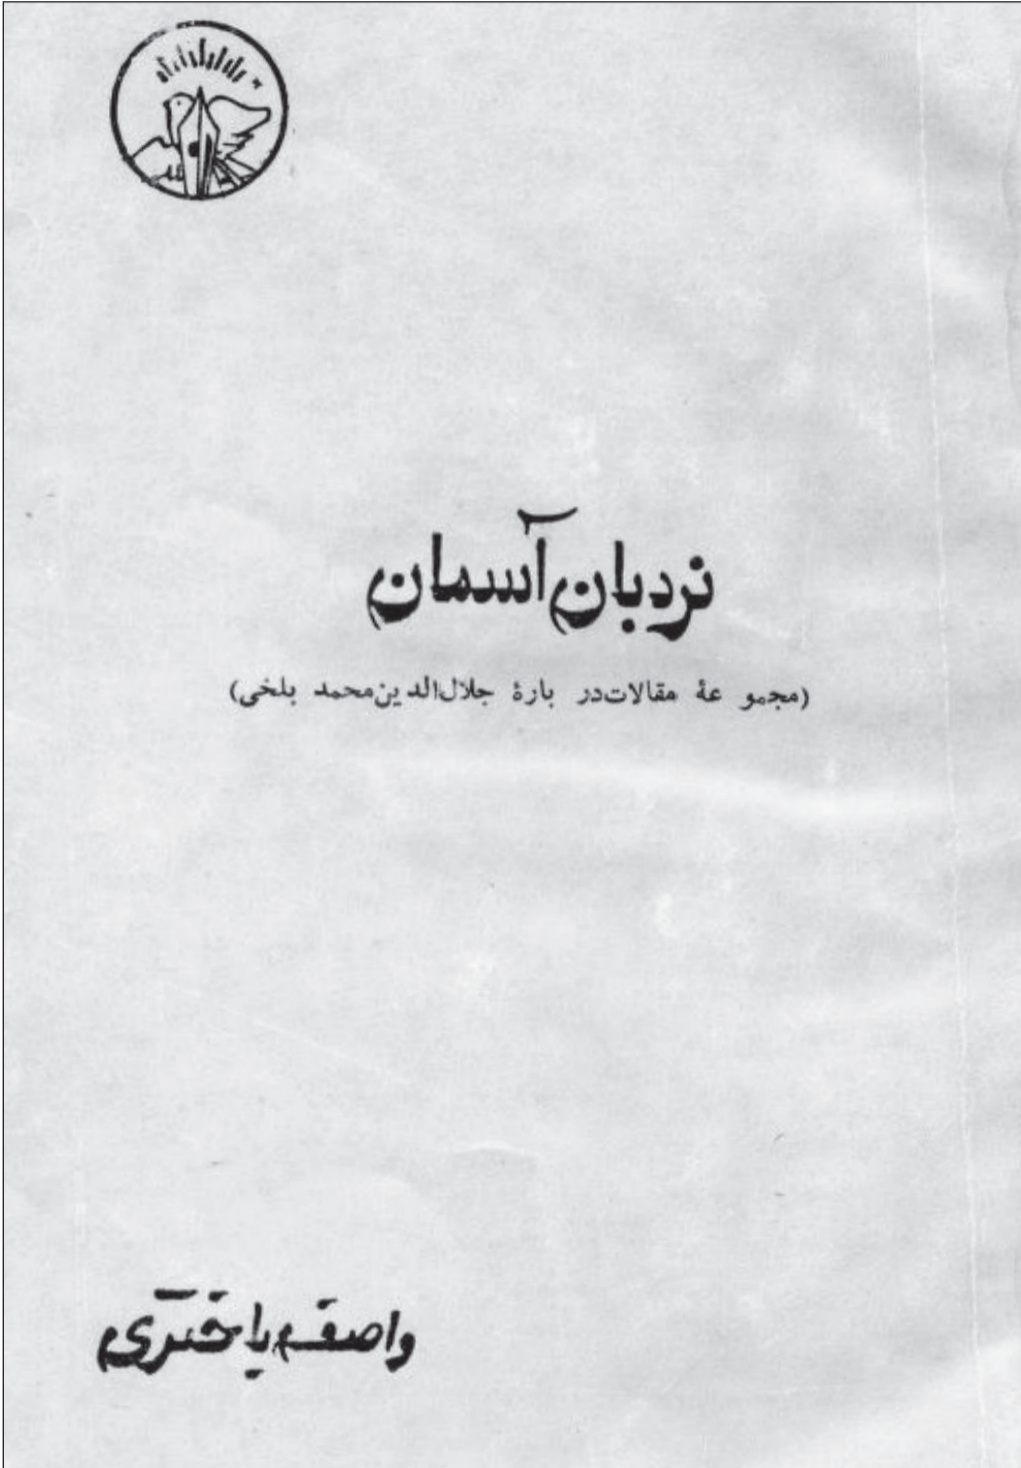 نردبان آسمان
(مجموعهٔ مقالات در بارهٔ جلال‌الدین محمد بلخی)
واصف باختری